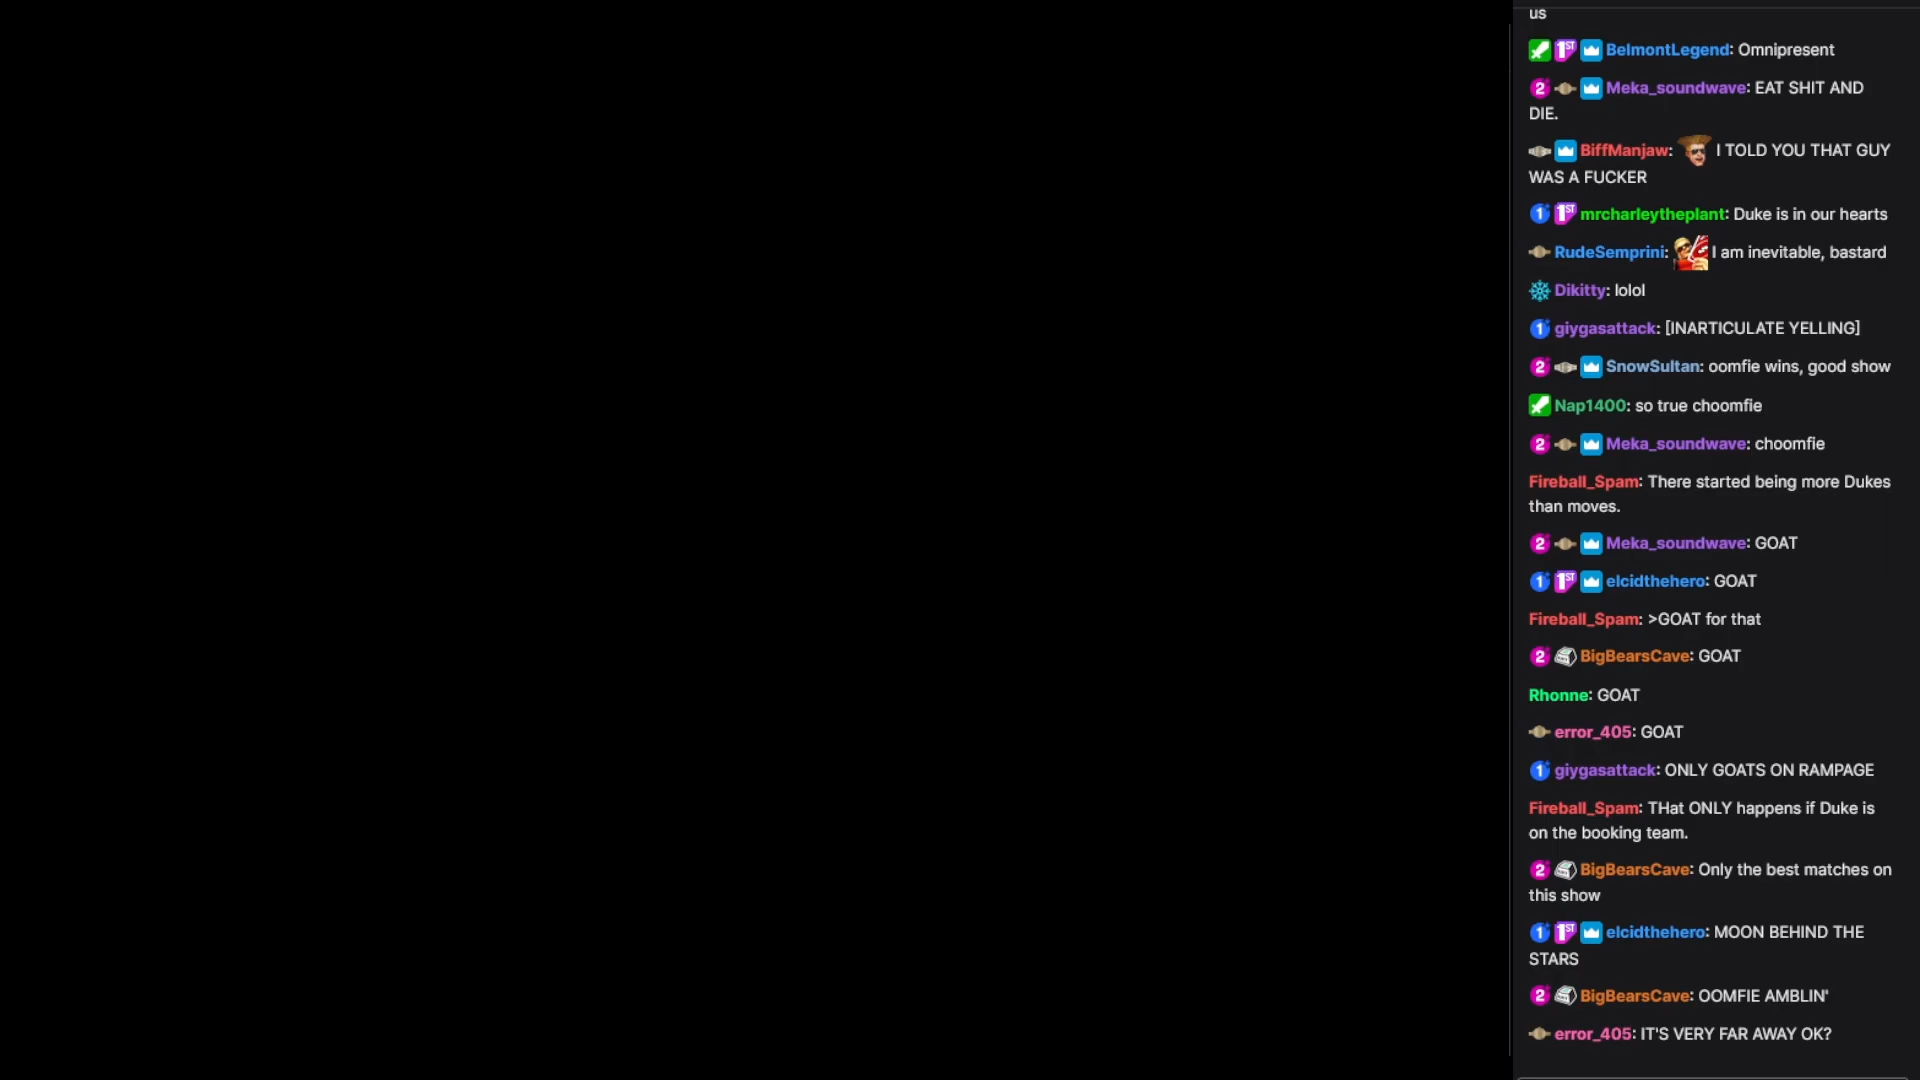 us
BelmontLegend: Omnipresent
Meka_soundwave: EAT SHIT AND
DIE.
BiffManjaw: I TOLD YOU THAT GUY
WAS A FUCKER
mrcharleytheplant: Duke is in our hearts
RudeSemprini: I am inevitable, bastard
Dikitty: lolol
giygasattack: [INARTICULATE YELLING]
SnowSultan: oomfie wins, good show
Nap1400: so true choomfie
Meka_soundwave: choomfie
Fireball_Spam: There started being more Dukes
than moves.
Meka_soundwave: GOAT
elcidthehero: GOAT
Fireball_Spam: >GOAT for that
BigBearsCave: GOAT
Rhonne: GOAT
error_405: GOAT
giygasattack: ONLY GOATS ON RAMPAGE
Fireball_Spam: THat ONLY happens if Duke is
on the booking team.
BigBearsCave: Only the best matches on
this show
elcidthehero: MOON BEHIND THE
STARS
BigBearsCave: OOMFIE AMBLIN'
error_405: IT'S VERY FAR AWAY OK?